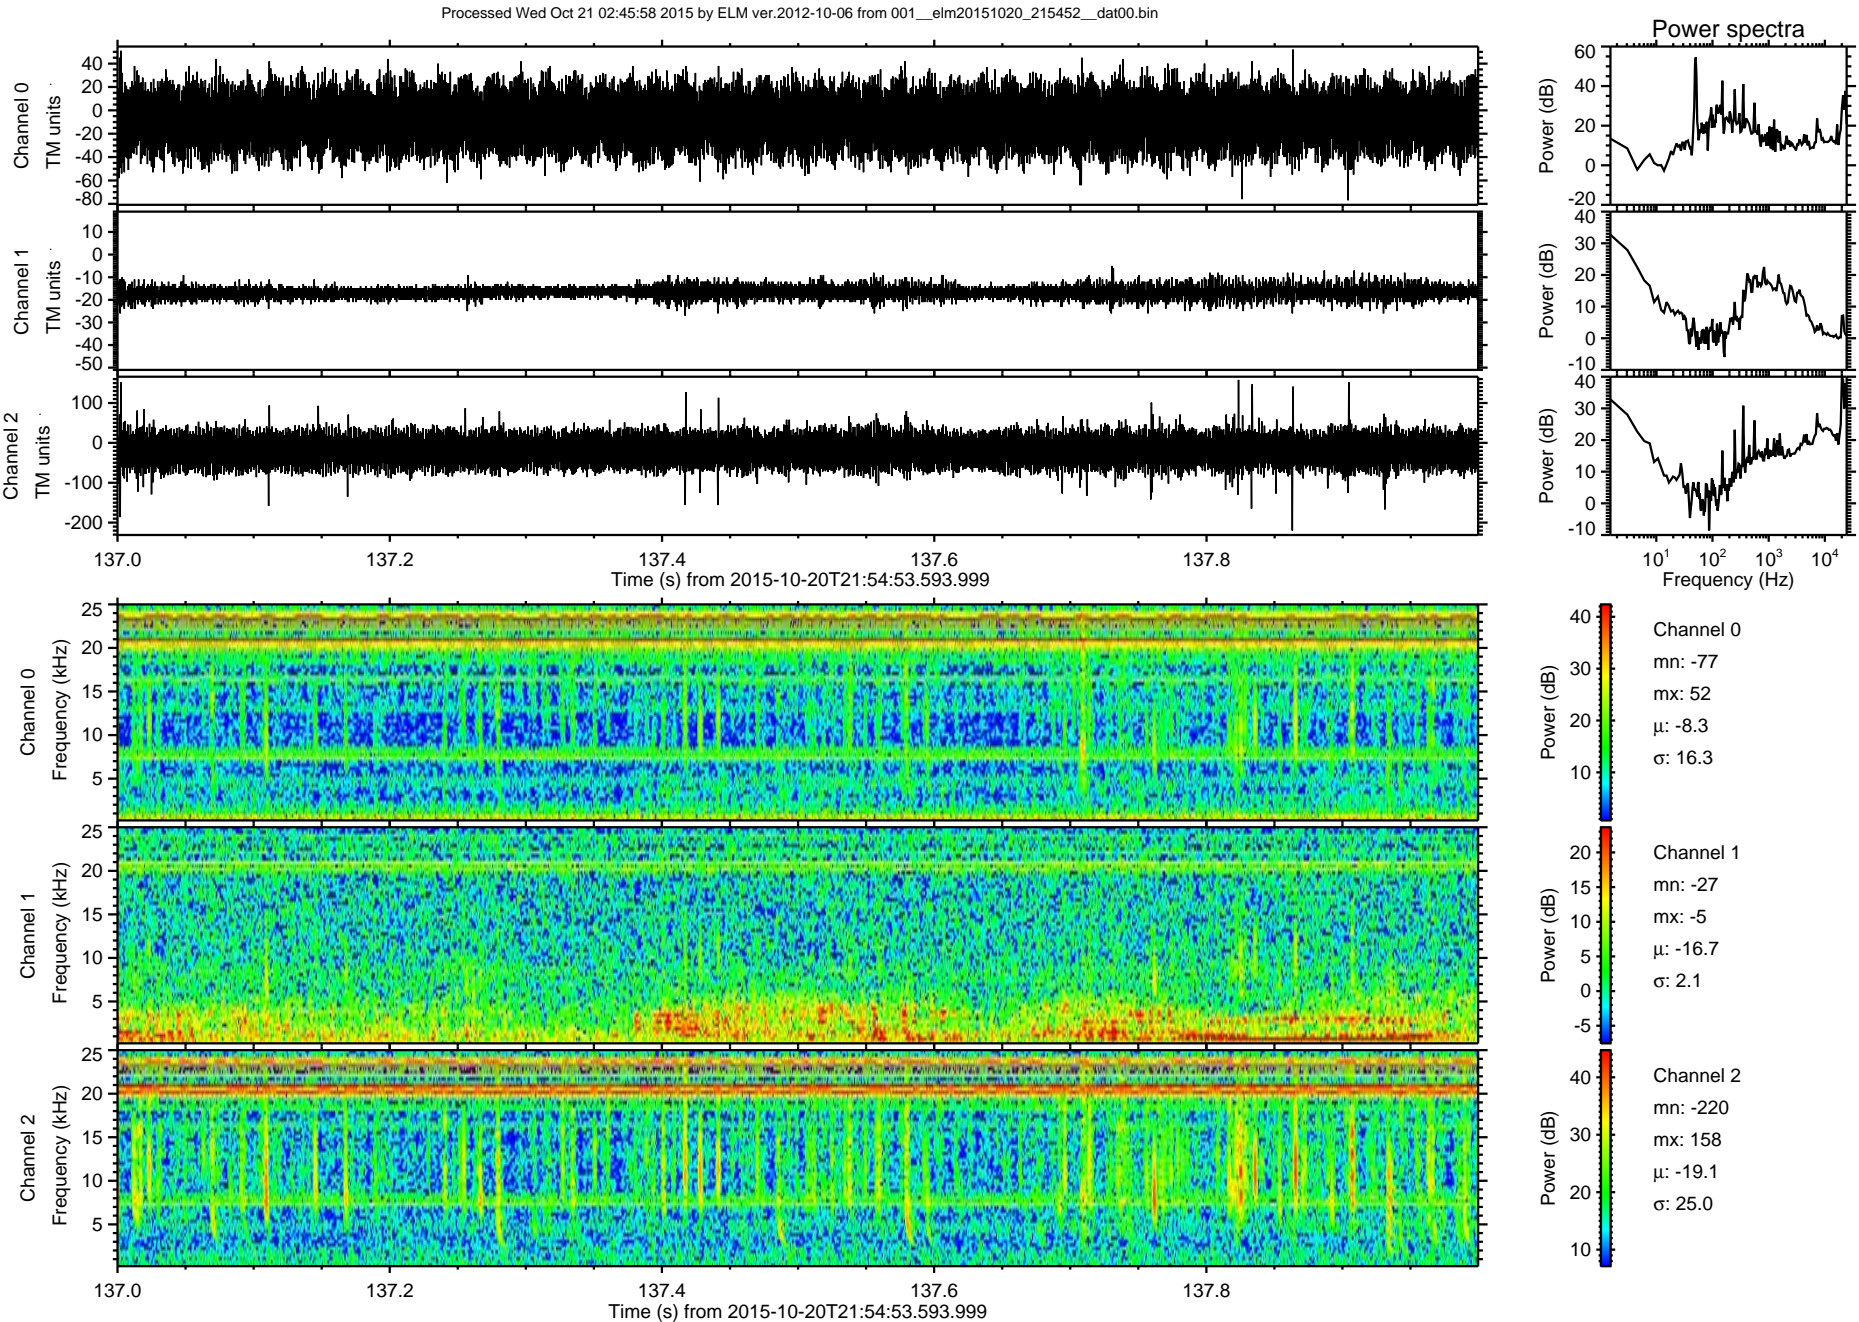 Processed Wed Oct 21 02:45:58 2015 by ELM ver.2012-10-06 from 001__elm20151020_215452__dat00.bin
Power spectra
Channel 0
TM units
40
20
0
-20
-40
-60
-80
Power (dB)
60
40
20
0
-20
Channel 1
TM units
10
0
-10
-20
-30
-40
-50
Power (dB)
40
30
20
10
0
-10
Channel 2
TM units
100
0
-100
-200
Power (dB)
40
30
20
10
0
-10
137.0 137.2 137.4 137.6 137.8
Time (s) from 2015-10-20T21:54:53.593.999
10^1 10^2 10^3 10^4
Frequency (Hz)
Channel 0
Frequency (kHz)
25
20
15
10
5
Power (dB)
40
30
20
10
Channel 0
mn: -77
mx: 52
μ: -8.3
σ: 16.3
Channel 1
Frequency (kHz)
25
20
15
10
5
Power (dB)
20
15
10
5
0
-5
Channel 1
mn: -27
mx: -5
μ: -16.7
σ: 2.1
Channel 2
Frequency (kHz)
25
20
15
10
5
Power (dB)
40
30
20
10
Channel 2
mn: -220
mx: 158
μ: -19.1
σ: 25.0
137.0 137.2 137.4 137.6 137.8
Time (s) from 2015-10-20T21:54:53.593.999